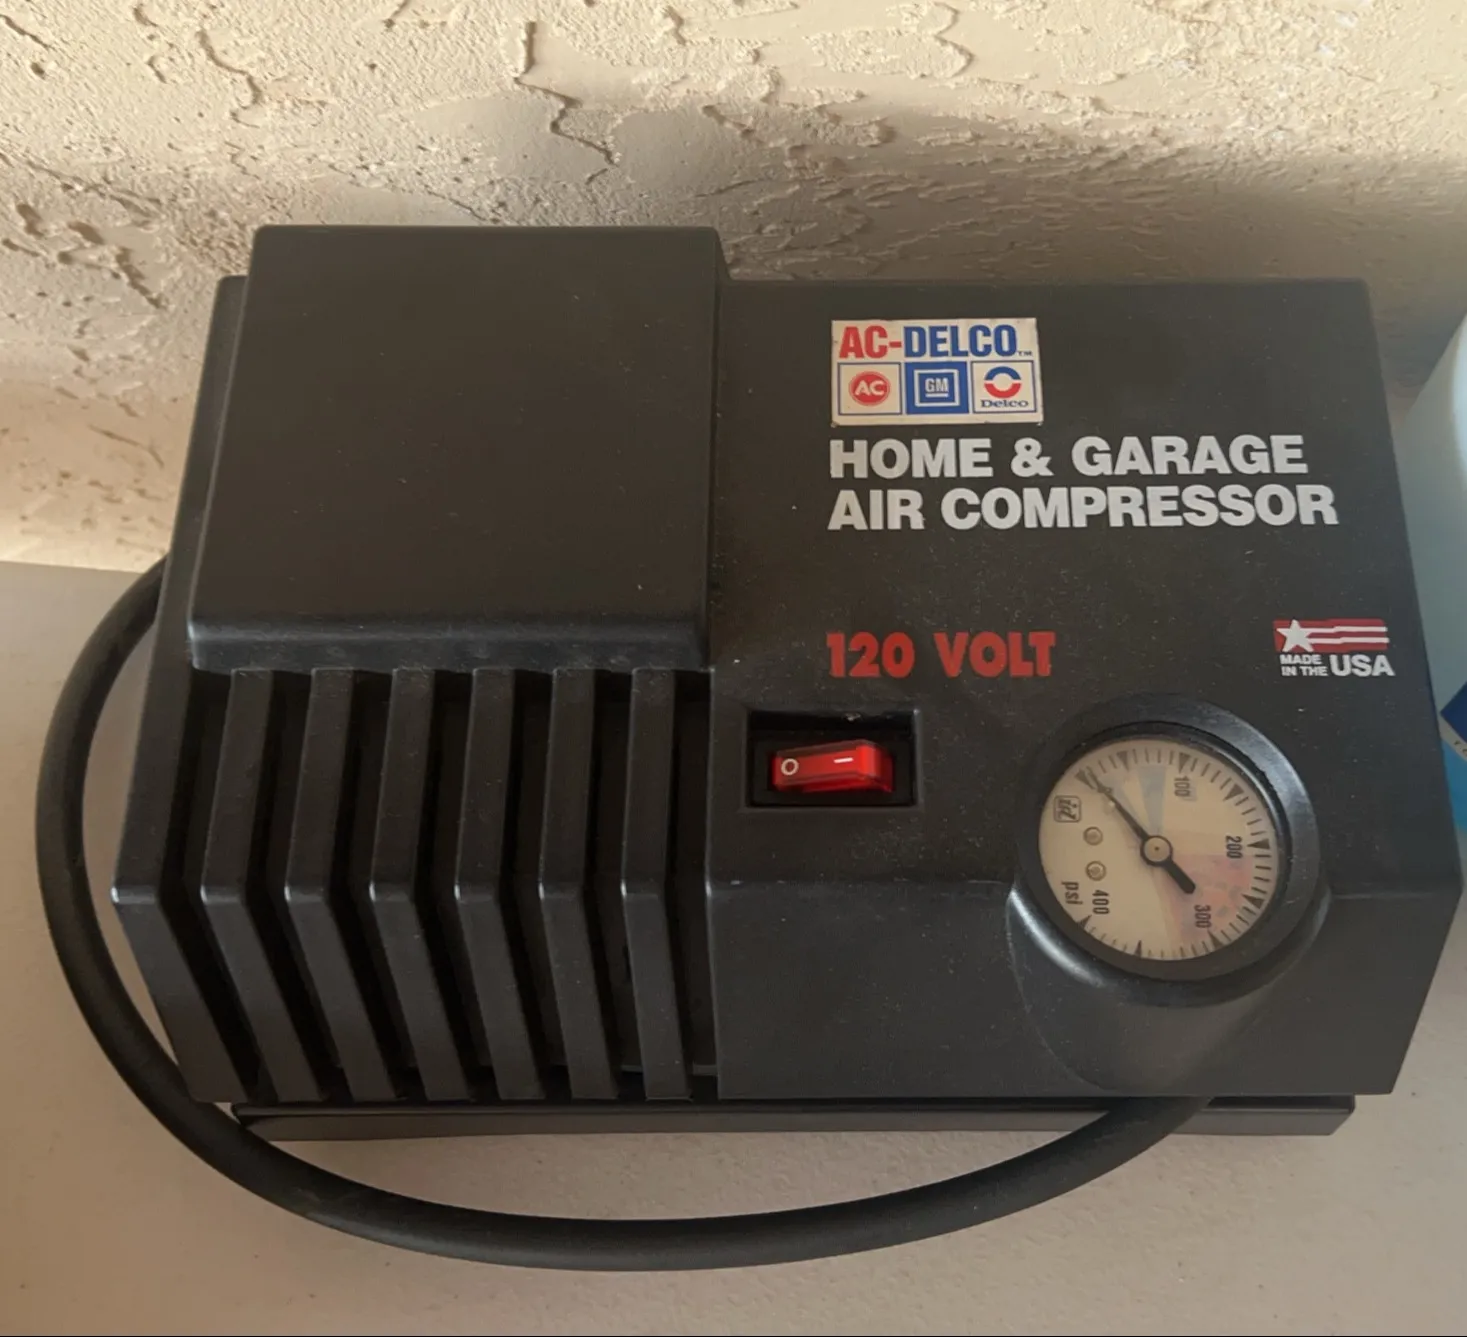 AC-DELCO™
AC
GM
Delco
HOME & GARAGE
AIR COMPRESSOR
120 VOLT
MADE
IN THE USA
O
100
200
300
400
psi